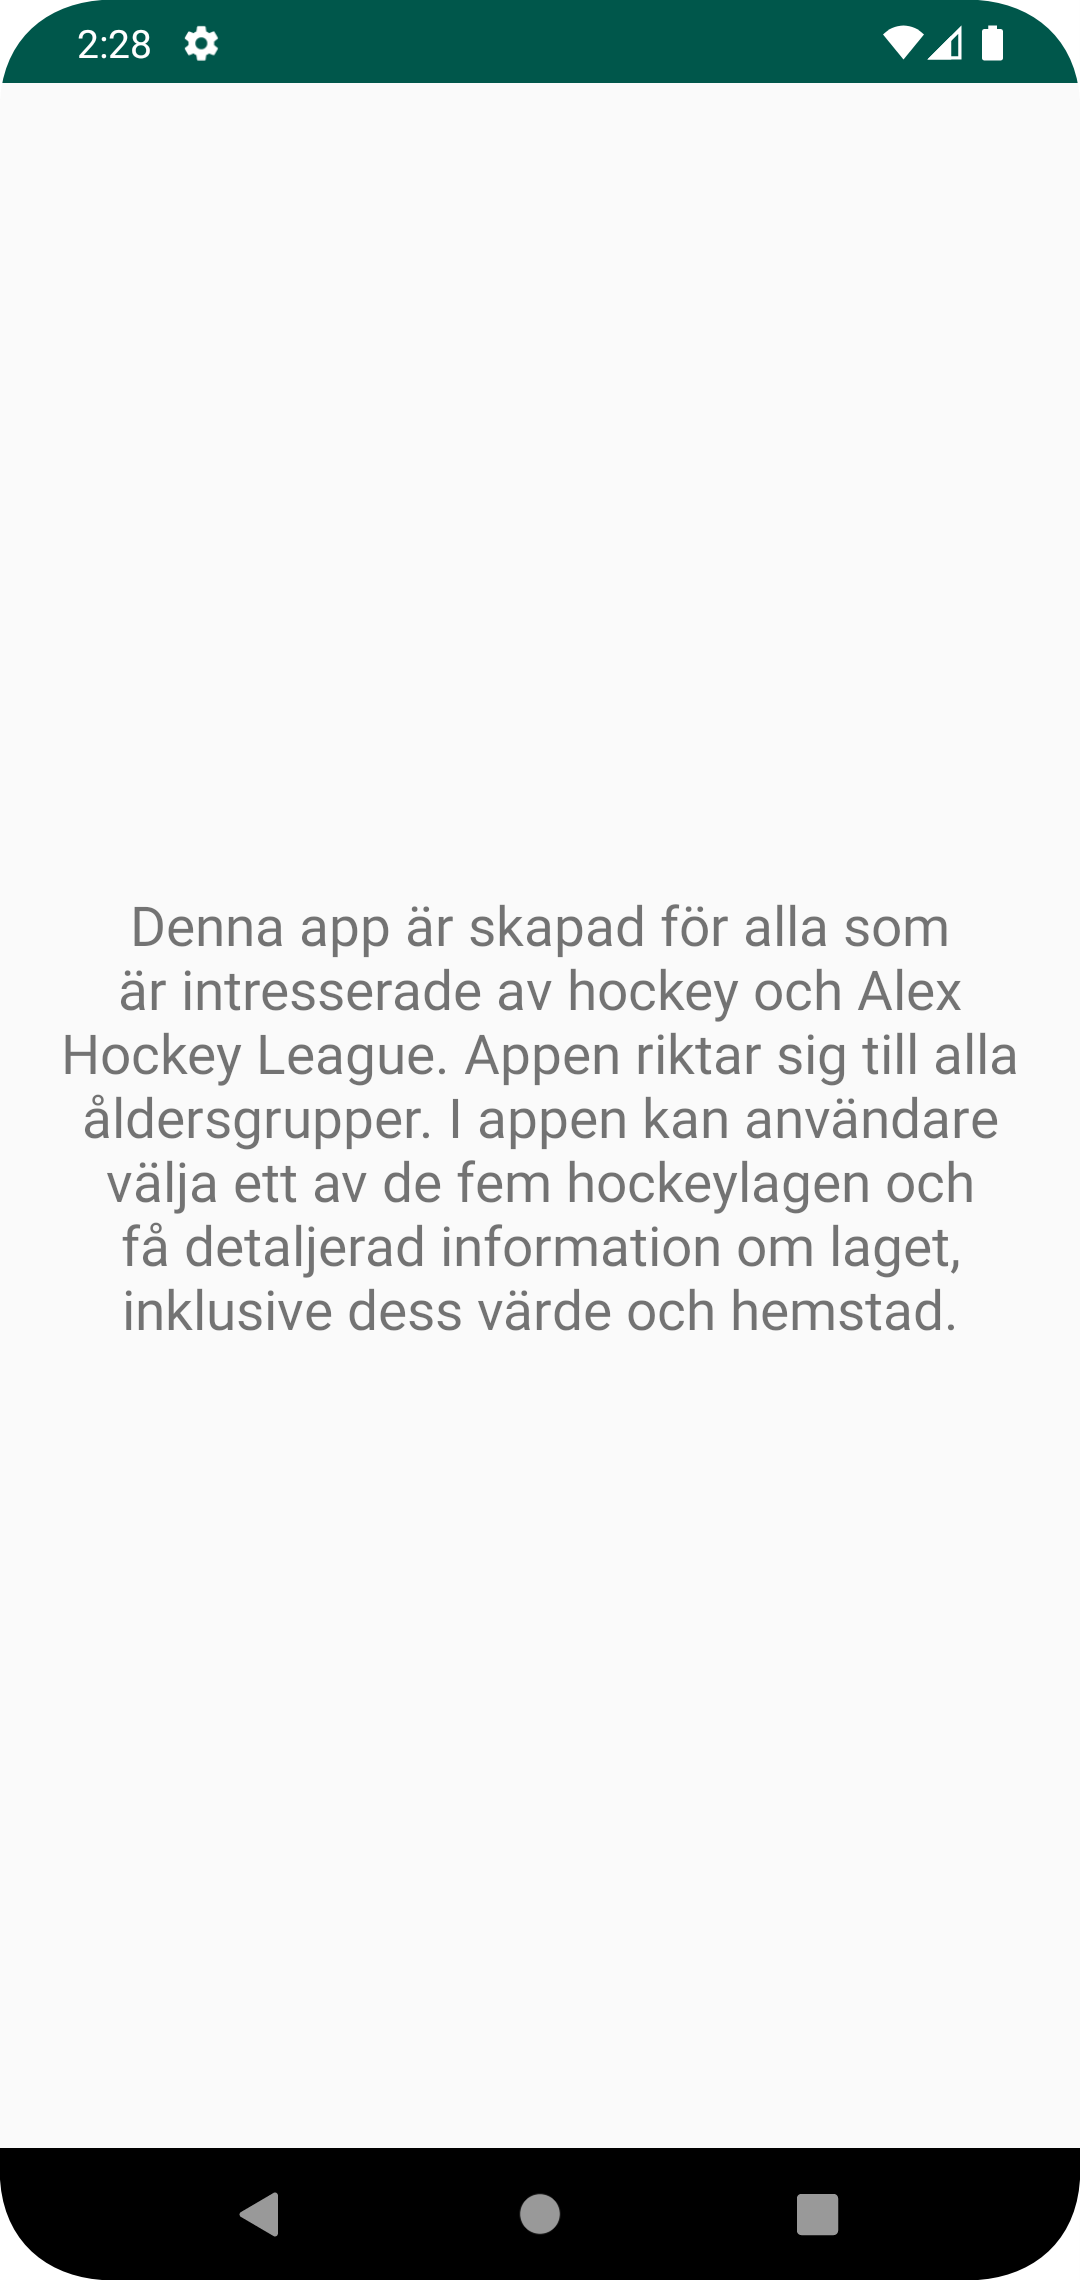 2:28
Denna app är skapad för alla som
är intresserade av hockey och Alex
Hockey League. Appen riktar sig till alla
åldersgrupper. I appen kan användare
välja ett av de fem hockeylagen och
få detaljerad information om laget,
inklusive dess värde och hemstad.